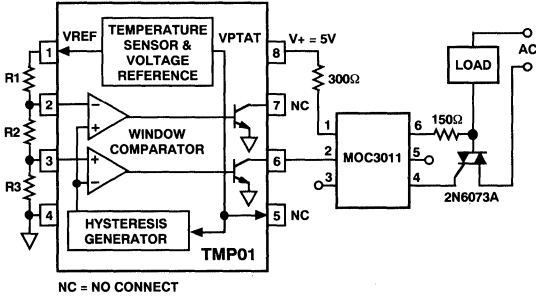 TEMPERATURE
SENSOR &
VOLTAGE
REFERENCE
VREF
VPTAT
1
2
3
4
R1
R2
R3
−
+
+
−
WINDOW
COMPARATOR
HYSTERESIS
GENERATOR
TMP01
8
7
6
5
V+ = 5V
NC
NC
300Ω
1
2
3
MOC3011
6
5
4
150Ω
LOAD
AC
2N6073A
NC = NO CONNECT